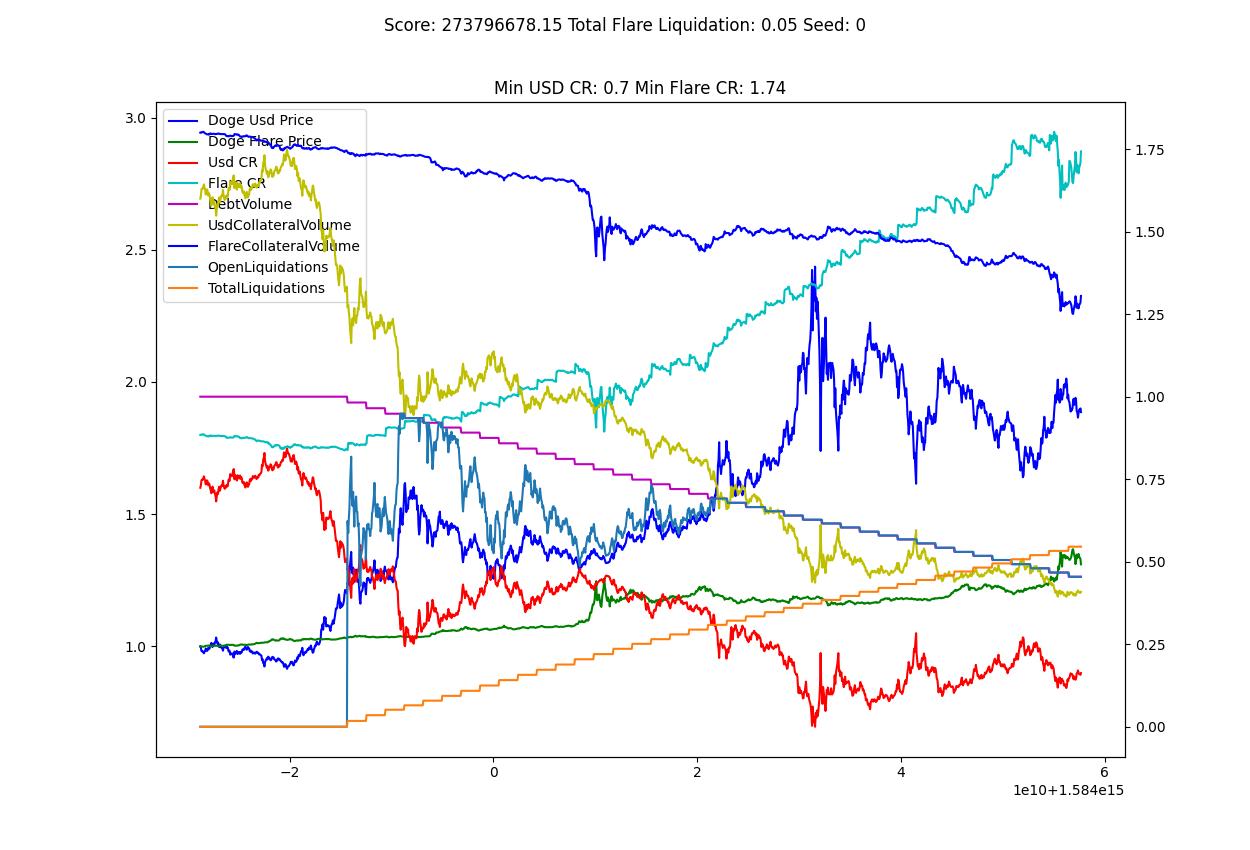 Score: 273796678.15 Total Flare Liquidation: 0.05 Seed: 0
Min USD CR: 0.7 Min Flare CR: 1.74
Doge Usd Price
Doge Flare Price
Usd CR
Flare CR
DebtVolume
UsdCollateralVolume
FlareCollateralVolume
OpenLiquidations
TotalLiquidations
3.0
2.5
2.0
1.5
1.0
1.75
1.50
1.25
1.00
0.75
0.50
0.25
0.00
−2
0
2
4
6
1e10+1.584e15